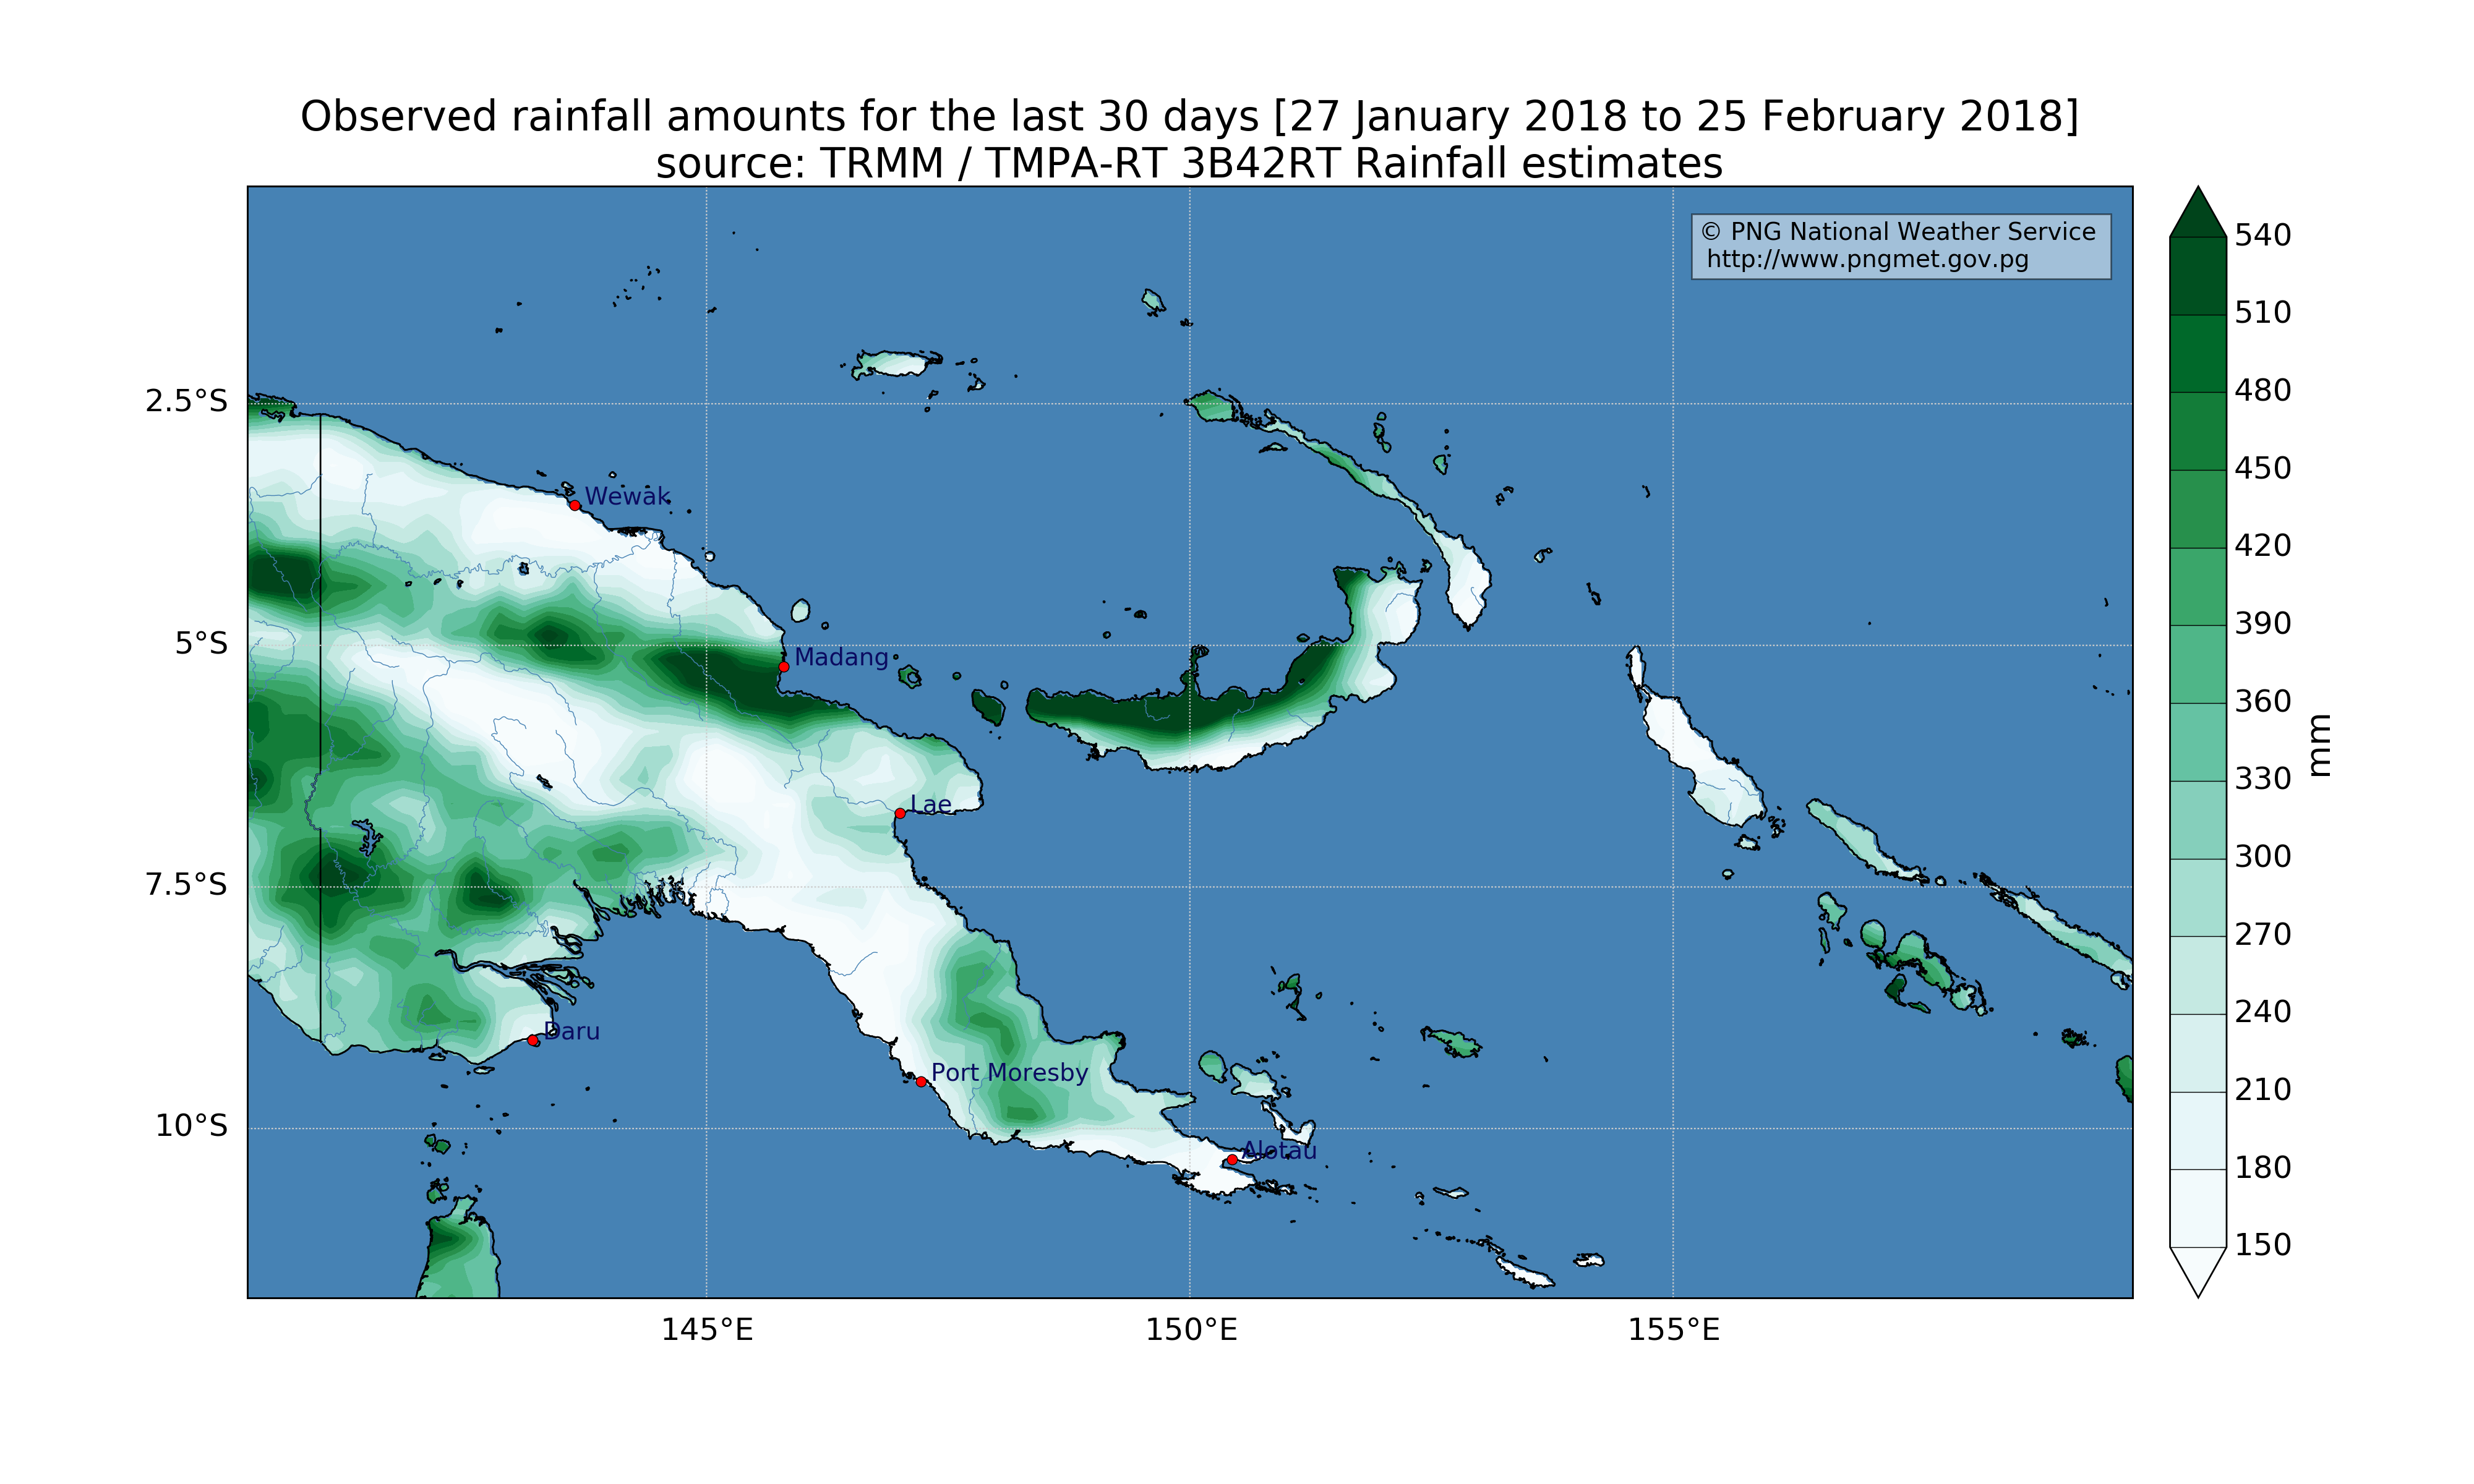 Observed rainfall amounts for the last 30 days [27 January 2018 to 25 February 2018]
source: TRMM / TMPA-RT 3B42RT Rainfall estimates
© PNG National Weather Service
http://www.pngmet.gov.pg
2.5°S
5°S
7.5°S
10°S
Wewak
Madang
Lae
Daru
Port Moresby
Alotau
145°E
150°E
155°E
540
510
480
450
420
390
360
330
300
270
240
210
180
150
mm